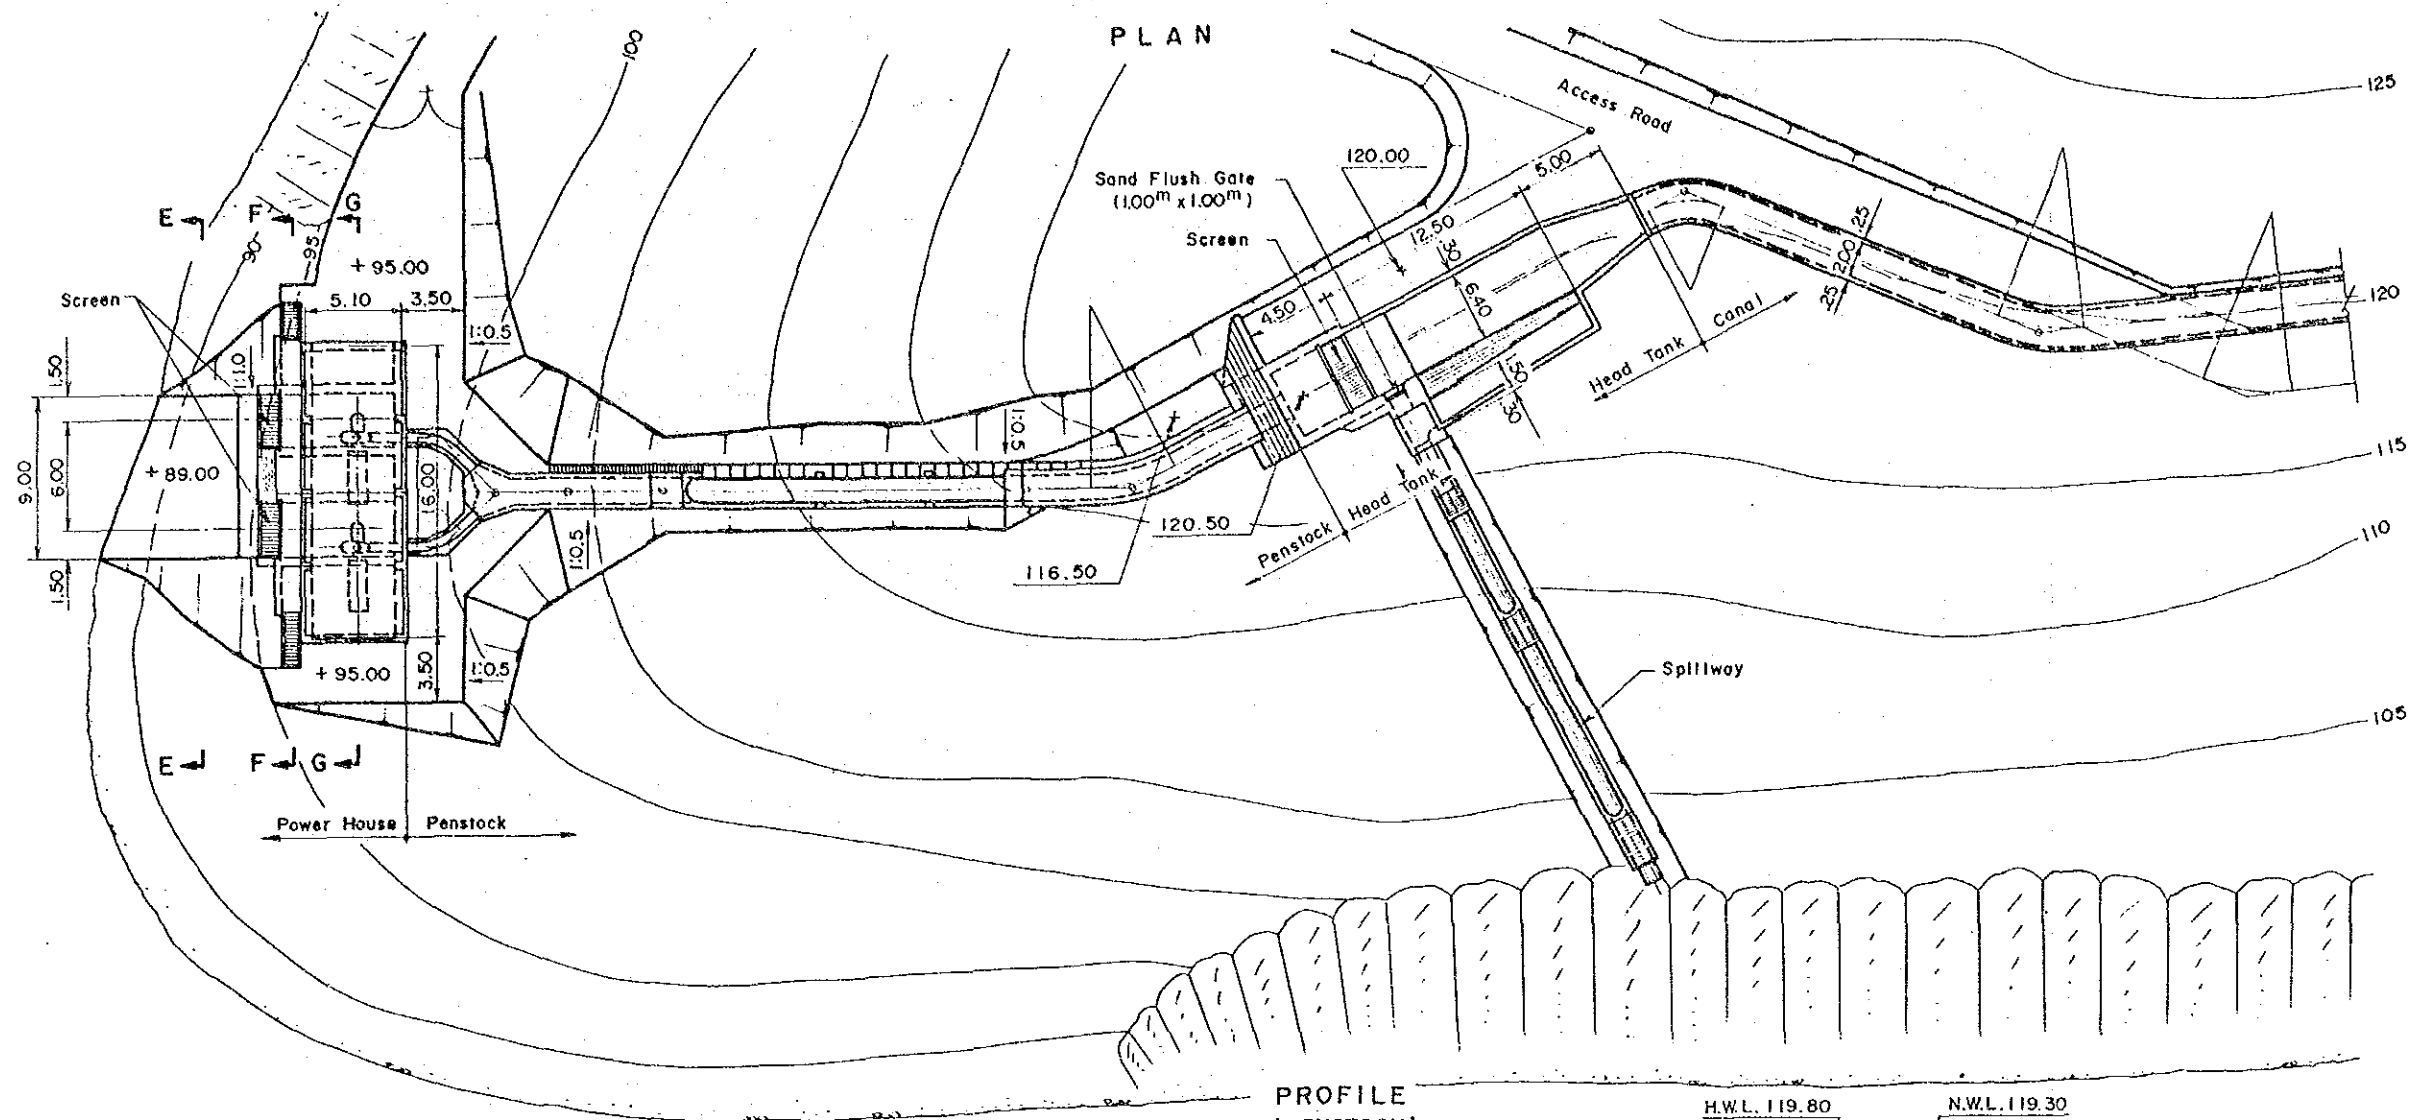 PLAN
100
125
Access Road
120.00
5.00
Sand Flush Gate
(1.00m x 1.00m)
12.50
30
Screen
E
F
G
90
95
+ 95.00
.25
2.00
.25
120
Screen
5.10
3.50
4.50
6.40
Canal
Head Tank
1:0.5
1.50
1:1.0
1:0.5
.50
.30
9.00
6.00
+ 89.00
16.00
115
Head Tank
Penstock
120.50
110
1.50
1:0.5
116.50
+ 95.00
3.50
1:0.5
Spillway
105
E
F
G
Power House
Penstock
PROFILE
H.W.L. 119.80
N.W.L. 119.30